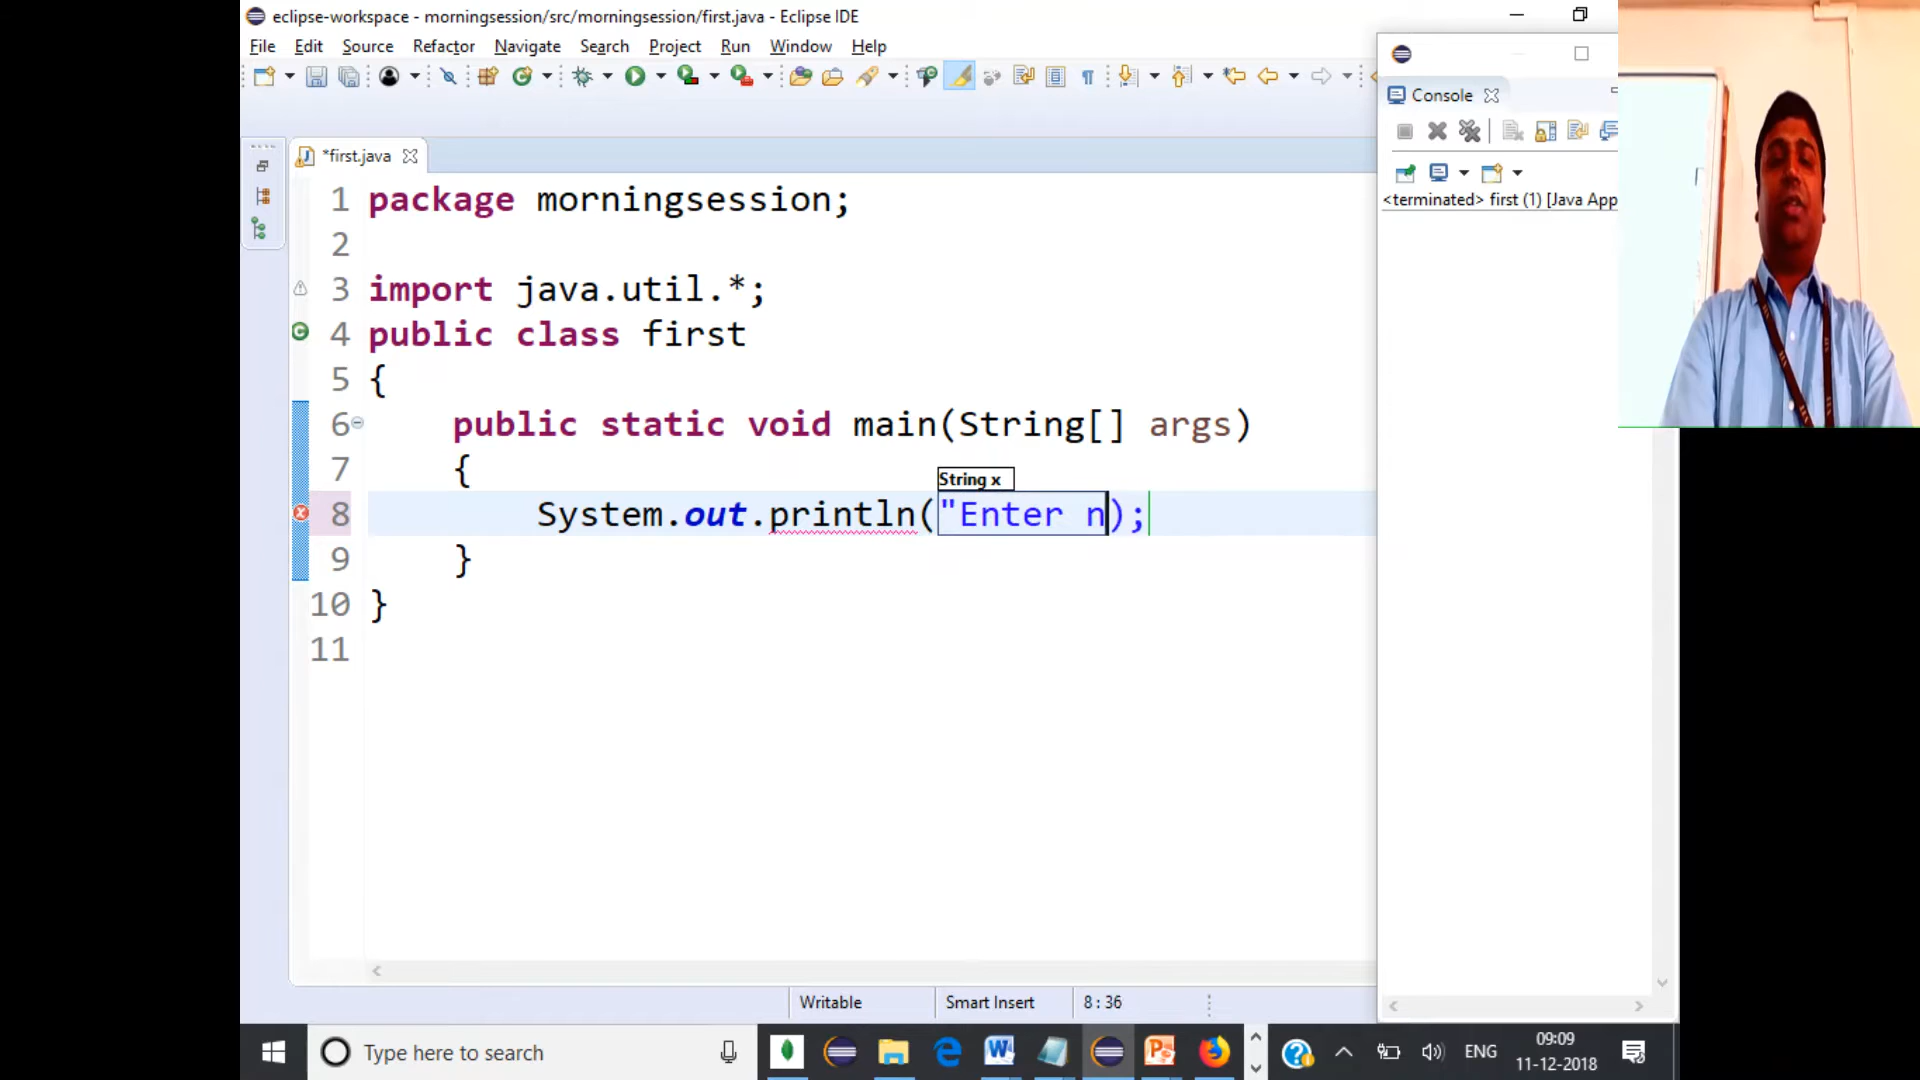 eclipse-workspace - morningsession/src/morningsession/first.java - Eclipse IDE
File Edit Source Refactor Navigate Search Project Run Window Help
Console
*first.java
<terminated> first (1) [Java App
1 package morningsession;
2
3 import java.util.*;
4 public class first
5 {
6 public static void main(String[] args)
7 {
String x
8 System.out.println("Enter n);
9 }
10 }
11
Writable Smart Insert 8 : 36
Type here to search
ENG
09:09
11-12-2018